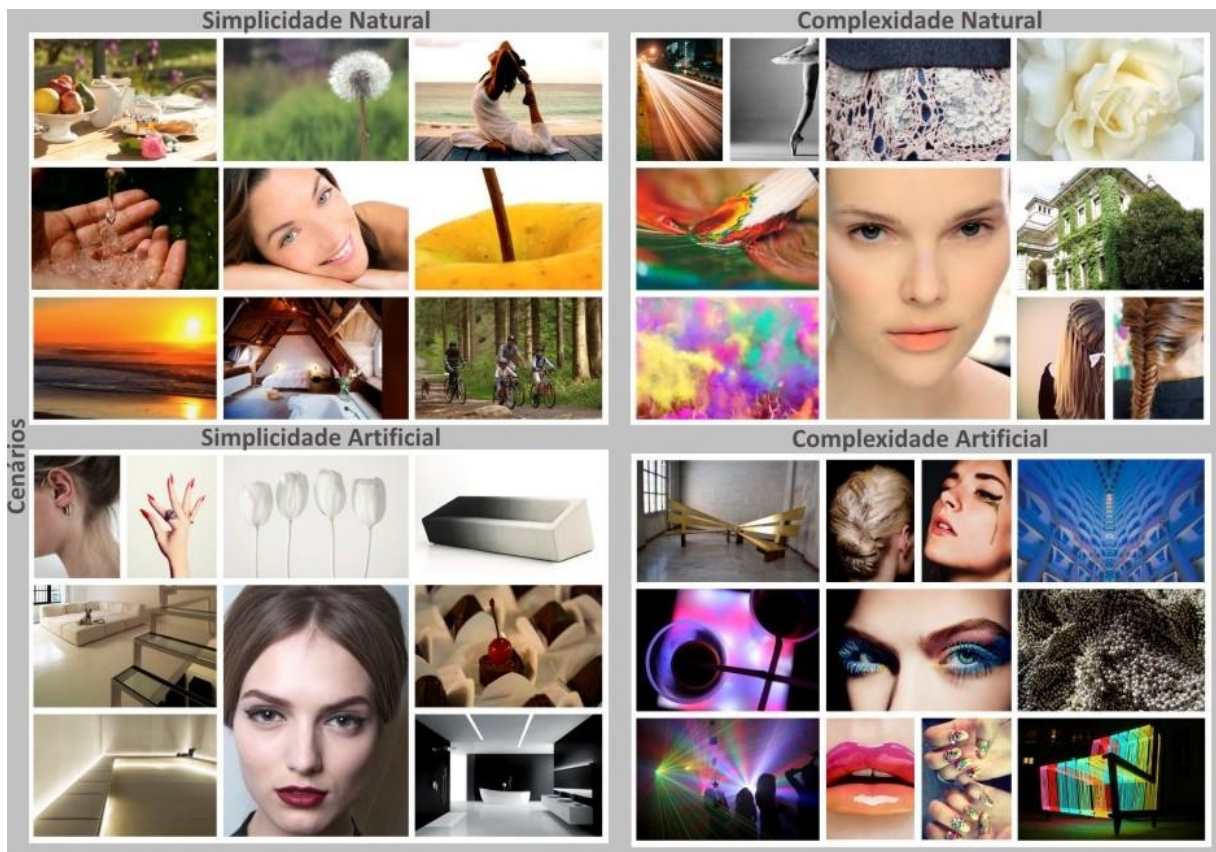 Simplicidade Natural
Complexidade Natural
Cenários
Simplicidade Artificial
Complexidade Artificial